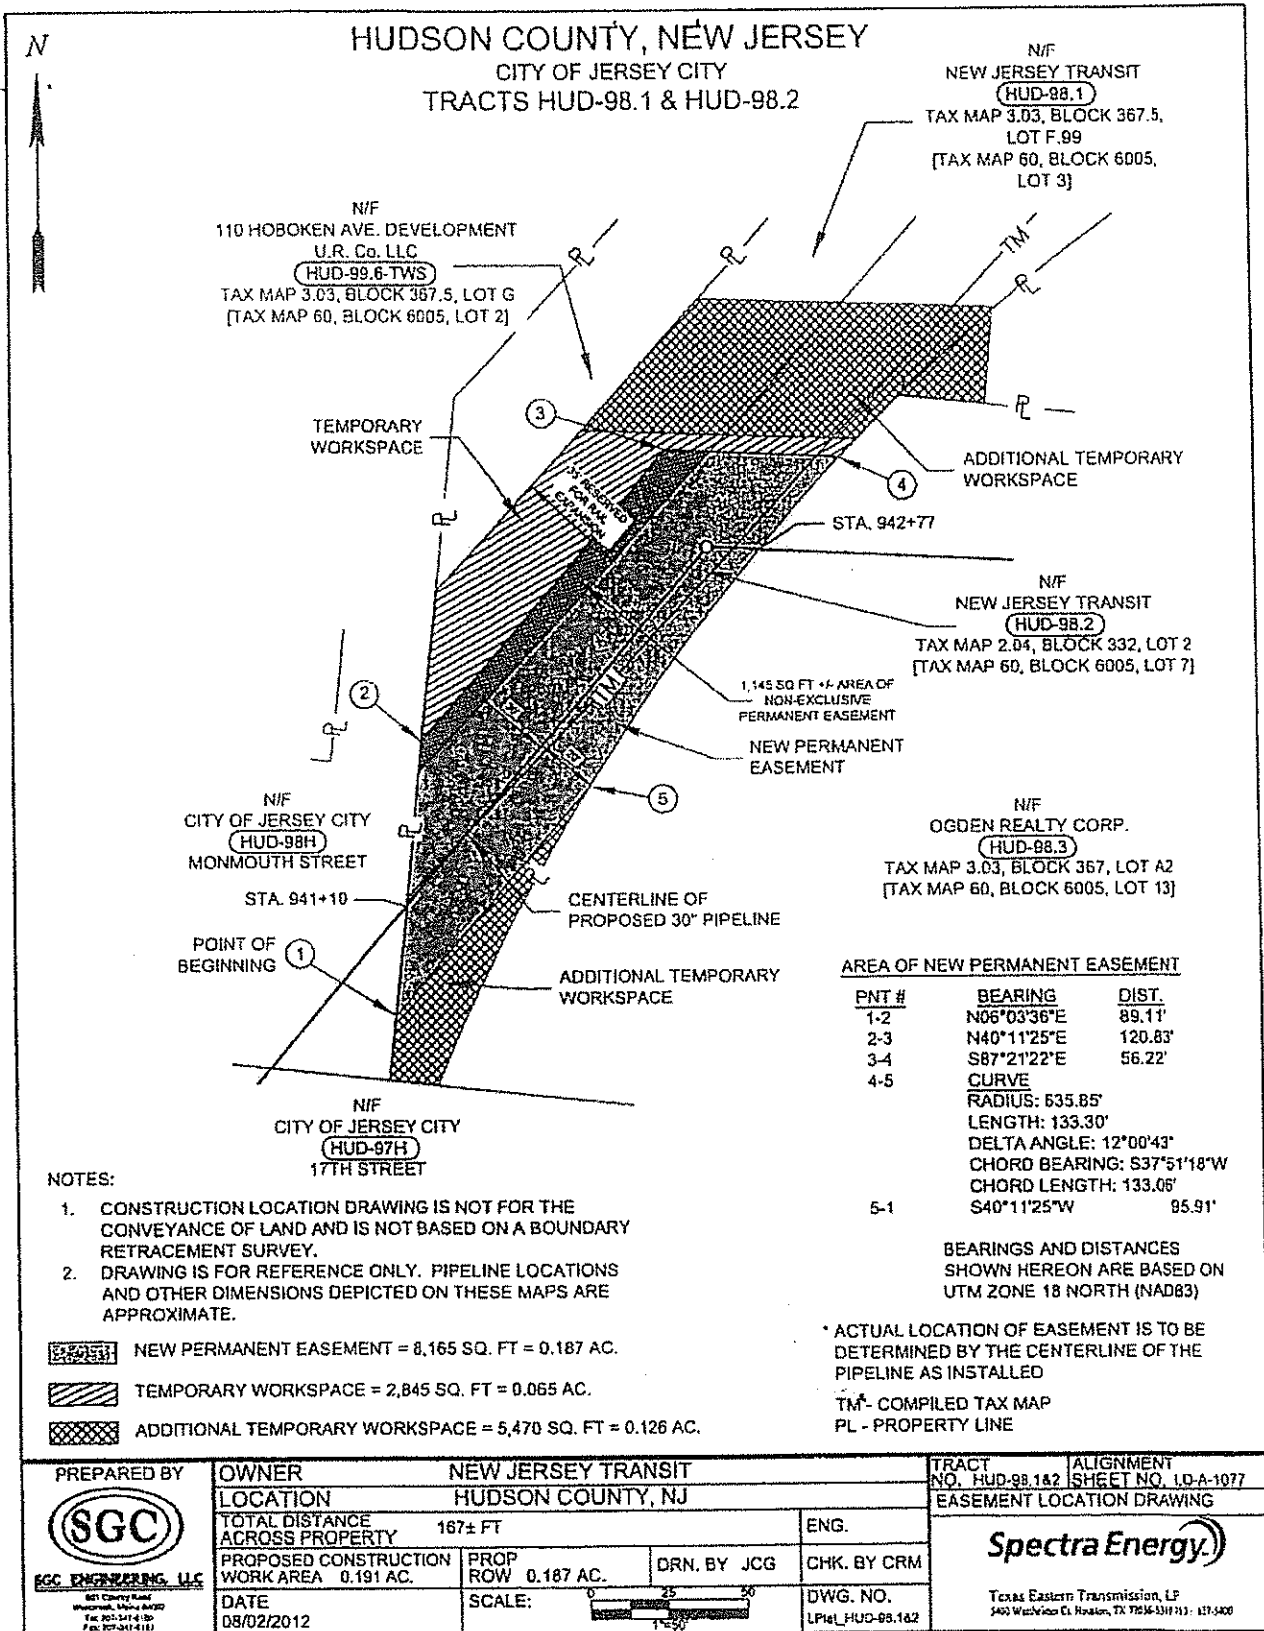 HUDSON COUNTY, NEW JERSEY
CITY OF JERSEY CITY
TRACTS HUD-98.1 & HUD-98.2
N
N/F
NEW JERSEY TRANSIT
HUD-98.1
TAX MAP 3.03, BLOCK 367.5,
LOT F.99
[TAX MAP 60, BLOCK 6005,
LOT 3]
N/F
110 HOBOKEN AVE. DEVELOPMENT
U.R. Co. LLC
HUD-99.6-TWS
TAX MAP 3.03, BLOCK 367.5, LOT G
[TAX MAP 60, BLOCK 6005, LOT 2]
PL
PL
TM
PL
PL
TEMPORARY
WORKSPACE
3
35' RESERVED
FOR RAIL
EXPANSION
4
ADDITIONAL TEMPORARY
WORKSPACE
STA. 942+77
PL
N/F
NEW JERSEY TRANSIT
HUD-98.2
TAX MAP 2.04, BLOCK 332, LOT 2
[TAX MAP 60, BLOCK 6005, LOT 7]
1,145 SQ FT +/- AREA OF
NON-EXCLUSIVE
PERMANENT EASEMENT
NEW PERMANENT
EASEMENT
TM
2
PL
5
N/F
CITY OF JERSEY CITY
HUD-98H
MONMOUTH STREET
PL
PL
N/F
OGDEN REALTY CORP.
HUD-98.3
TAX MAP 3.03, BLOCK 367, LOT A2
[TAX MAP 60, BLOCK 6005, LOT 13]
STA. 941+10
CENTERLINE OF
PROPOSED 30" PIPELINE
POINT OF
BEGINNING
1
ADDITIONAL TEMPORARY
WORKSPACE
AREA OF NEW PERMANENT EASEMENT
PNT # BEARING DIST.
1-2 N06°03'36"E 89.11'
2-3 N40°11'25"E 120.83'
3-4 S87°21'22"E 56.22'
4-5 CURVE
RADIUS: 635.85'
LENGTH: 133.30'
DELTA ANGLE: 12°00'43"
CHORD BEARING: S37°51'18"W
CHORD LENGTH: 133.06'
5-1 S40°11'25"W 95.91'
N/F
CITY OF JERSEY CITY
HUD-97H
17TH STREET
BEARINGS AND DISTANCES
SHOWN HEREON ARE BASED ON
UTM ZONE 18 NORTH (NAD83)
NOTES:
1. CONSTRUCTION LOCATION DRAWING IS NOT FOR THE
CONVEYANCE OF LAND AND IS NOT BASED ON A BOUNDARY
RETRACEMENT SURVEY.
2. DRAWING IS FOR REFERENCE ONLY. PIPELINE LOCATIONS
AND OTHER DIMENSIONS DEPICTED ON THESE MAPS ARE
APPROXIMATE.
NEW PERMANENT EASEMENT = 8,165 SQ. FT = 0.187 AC.
TEMPORARY WORKSPACE = 2,845 SQ. FT = 0.065 AC.
ADDITIONAL TEMPORARY WORKSPACE = 5,470 SQ. FT = 0.126 AC.
* ACTUAL LOCATION OF EASEMENT IS TO BE
DETERMINED BY THE CENTERLINE OF THE
PIPELINE AS INSTALLED
TM - COMPILED TAX MAP
PL - PROPERTY LINE
PREPARED BY
SGC
SGC ENGINEERING, LLC
OWNER NEW JERSEY TRANSIT
LOCATION HUDSON COUNTY, NJ
TOTAL DISTANCE
ACROSS PROPERTY 167± FT
ENG.
PROPOSED CONSTRUCTION
WORK AREA 0.191 AC.
PROP
ROW 0.187 AC.
DRN. BY JCG
CHK. BY CRM
DATE
08/02/2012
SCALE:
0 25 50
1"=50'
DWG. NO.
TRACT
NO. HUD-98.1&2
ALIGNMENT
SHEET NO. LD-A-1077
EASEMENT LOCATION DRAWING
Spectra Energy
Texas Eastern Transmission, LP